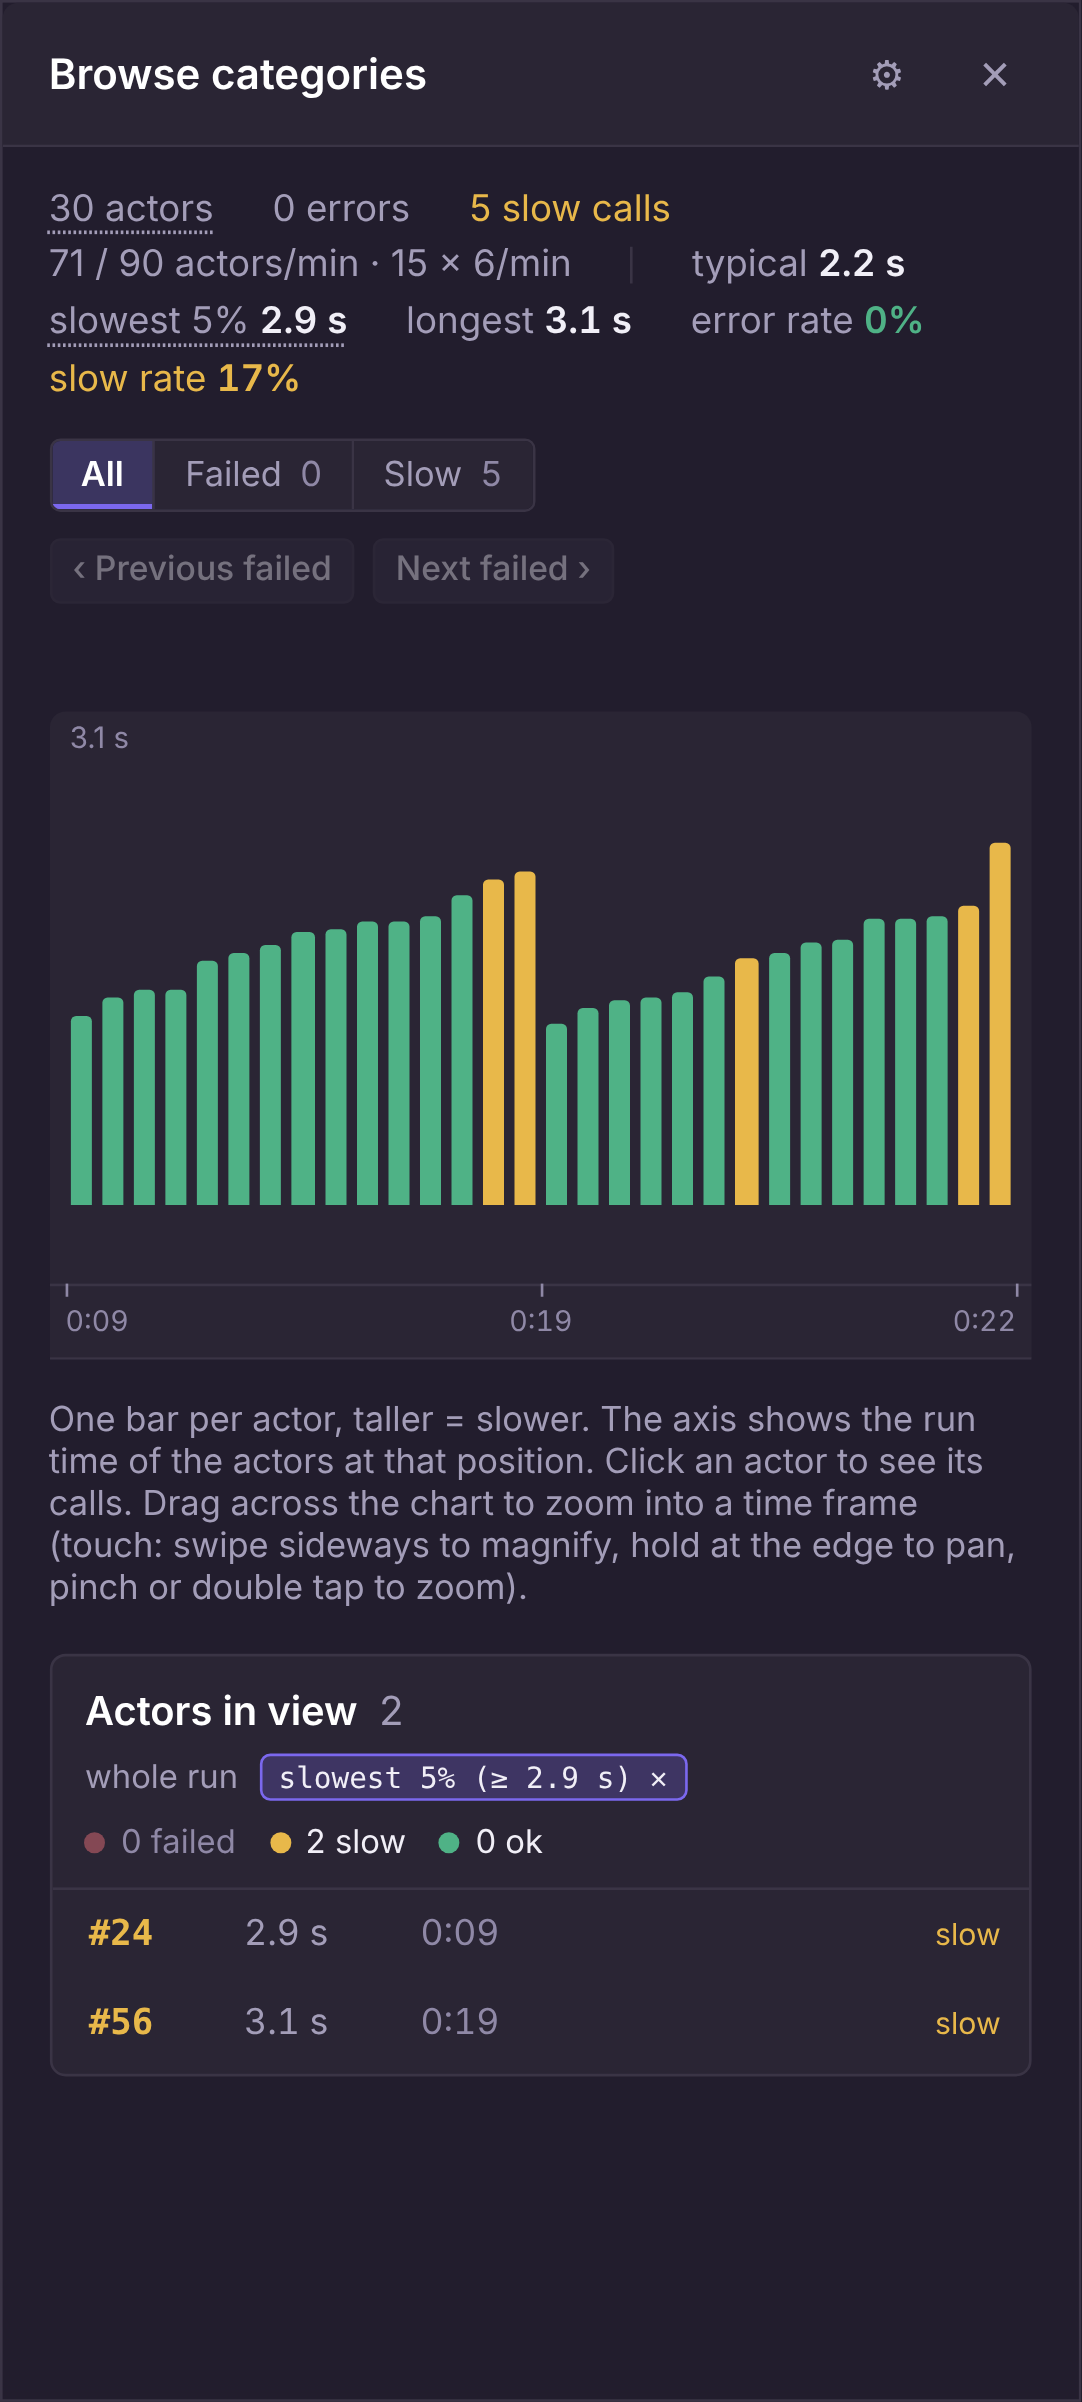 Browse categories ⚙ ✕
30 actors 0 errors 5 slow calls
71 / 90 actors/min · 15 × 6/min typical 2.2 s
slowest 5% 2.9 s longest 3.1 s error rate 0%
slow rate 17%
All Failed 0 Slow 5
‹ Previous failed Next failed ›
3.1 s
0:09 0:19 0:22
One bar per actor, taller = slower. The axis shows the run
time of the actors at that position. Click an actor to see its
calls. Drag across the chart to zoom into a time frame
(touch: swipe sideways to magnify, hold at the edge to pan,
pinch or double tap to zoom).
Actors in view 2
whole run slowest 5% (≥ 2.9 s) ×
0 failed 2 slow 0 ok
#24 2.9 s 0:09 slow
#56 3.1 s 0:19 slow